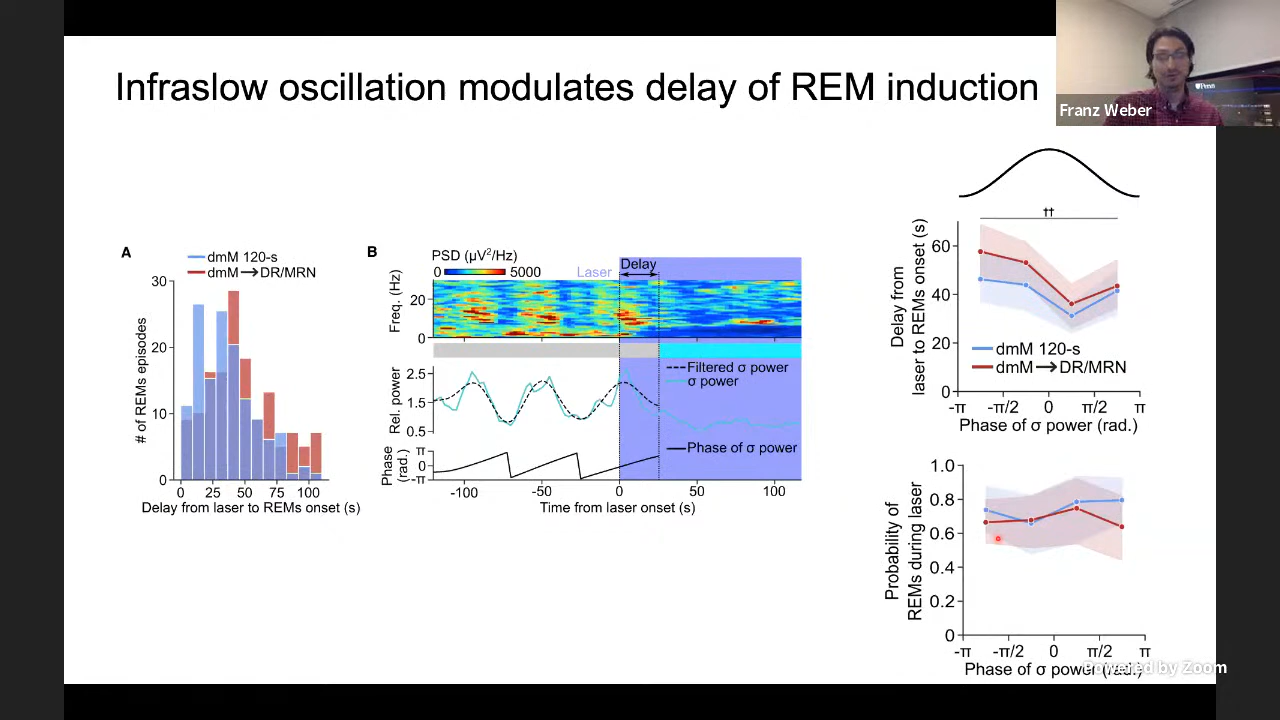 Infraslow oscillation modulates delay of REM induction
Penn
Franz Weber
A
dmM 120-s
dmM→DR/MRN
30
20
10
0
# of REMs episodes
0 25 50 75 100
Delay from laser to REMs onset (s)
B
PSD (µV²/Hz)
0 5000
Laser
Delay
Freq. (Hz)
20
0
Rel. power
2.5
1.5
0.5
Filtered σ power
σ power
Phase (rad.)
π
0
-π
Phase of σ power
-100 -50 0 50 100
Time from laser onset (s)
††
Delay from
laser to REMs onset (s)
60
40
20
0
dmM 120-s
dmM→DR/MRN
-π -π/2 0 π/2 π
Phase of σ power (rad.)
Probability of
REMs during laser
1.0
0.8
0.6
0.4
0.2
0
-π -π/2 0 π/2 π
Phase of σ power (rad.)
Powered by Zoom